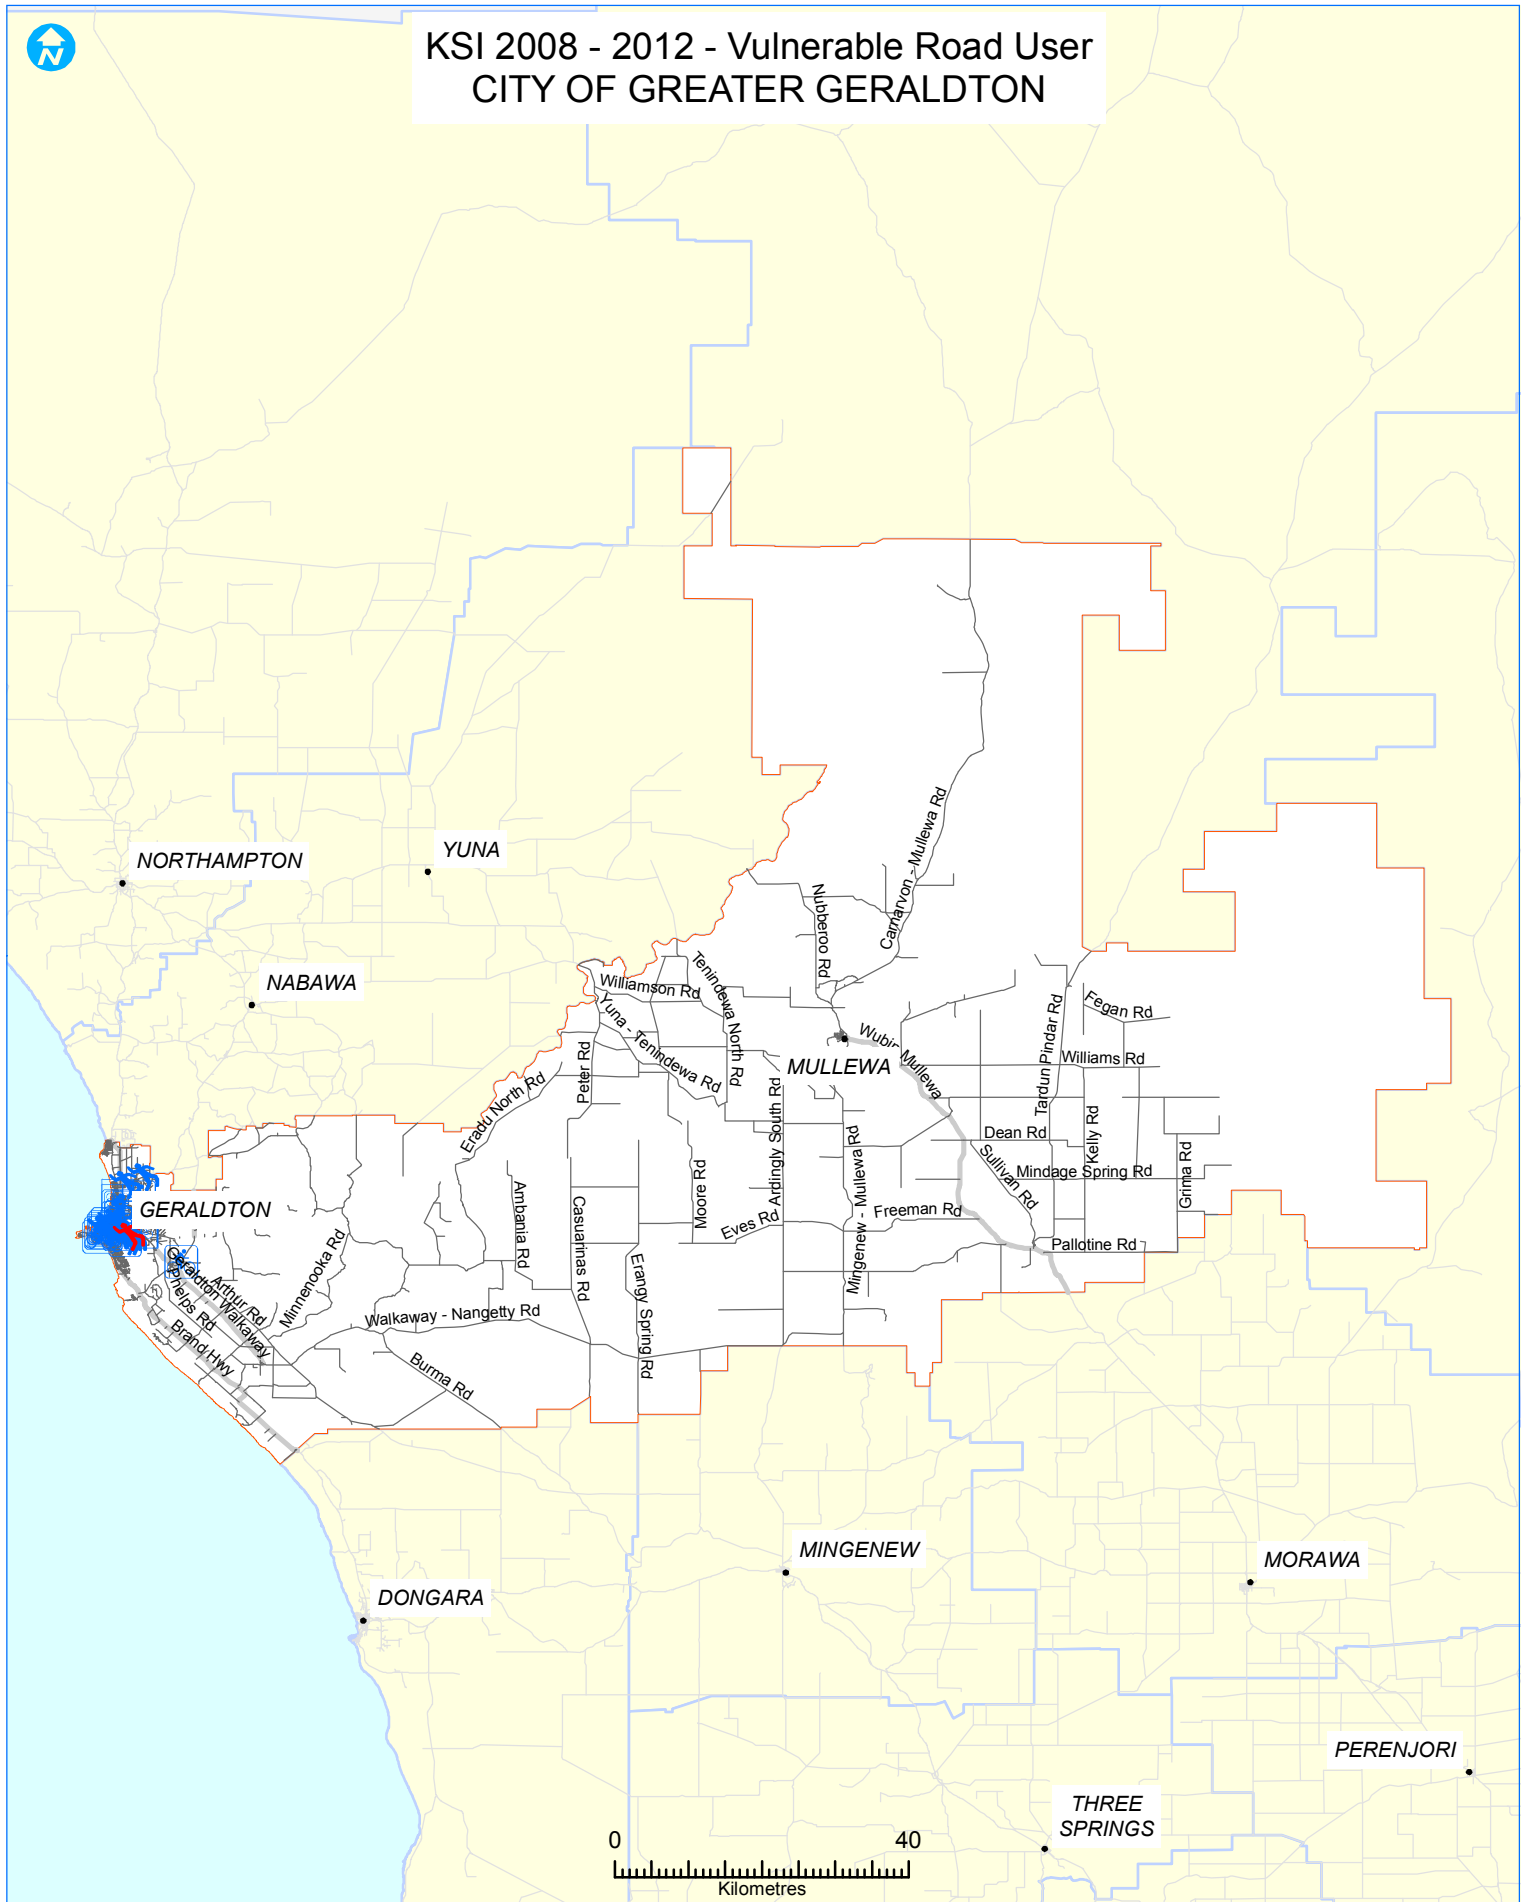 N
KSI 2008 - 2012 - Vulnerable Road User
CITY OF GREATER GERALDTON
NORTHAMPTON
YUNA
NABAWA
Carnarvon - Mullewa Rd
Nubberoo Rd
Tenindewa North Rd
Williamson Rd
Yuna - Tenindewa Rd
Peter Rd
Eradu North Rd
MULLEWA
Wubin Mullewa
Tardun Pindar Rd
Fegan Rd
Williams Rd
Ardingly South Rd
Mingenew - Mullewa Rd
Dean Rd
Kelly Rd
Sullivan Rd
Mindage Spring Rd
Grima Rd
Freeman Rd
Pallotine Rd
Moore Rd
Eves Rd
Ambania Rd
Casuarinas Rd
Erangy Spring Rd
GERALDTON
Minnenooka Rd
Geraldton Walkaway
Arthur Rd
Phelps Rd
Brand Hwy
Walkaway - Nangetty Rd
Burma Rd
MINGENEW
MORAWA
DONGARA
PERENJORI
THREE
SPRINGS
0 40
Kilometres